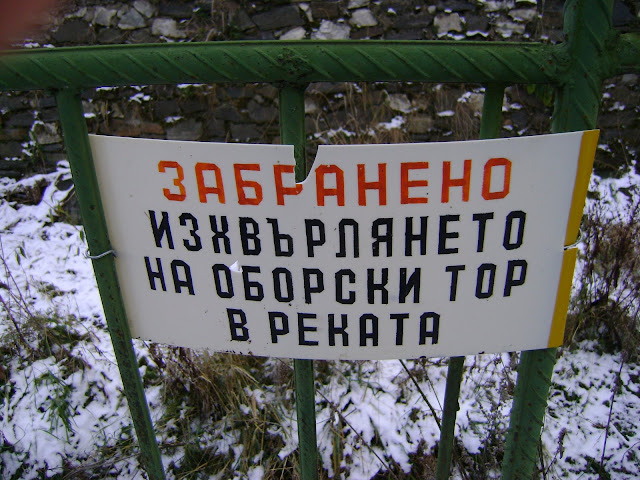 ЗАБРАНЕНО
ИЗХВЪРЛЯНЕТО
НА ОБОРСКИ ТОР
В РЕКАТА